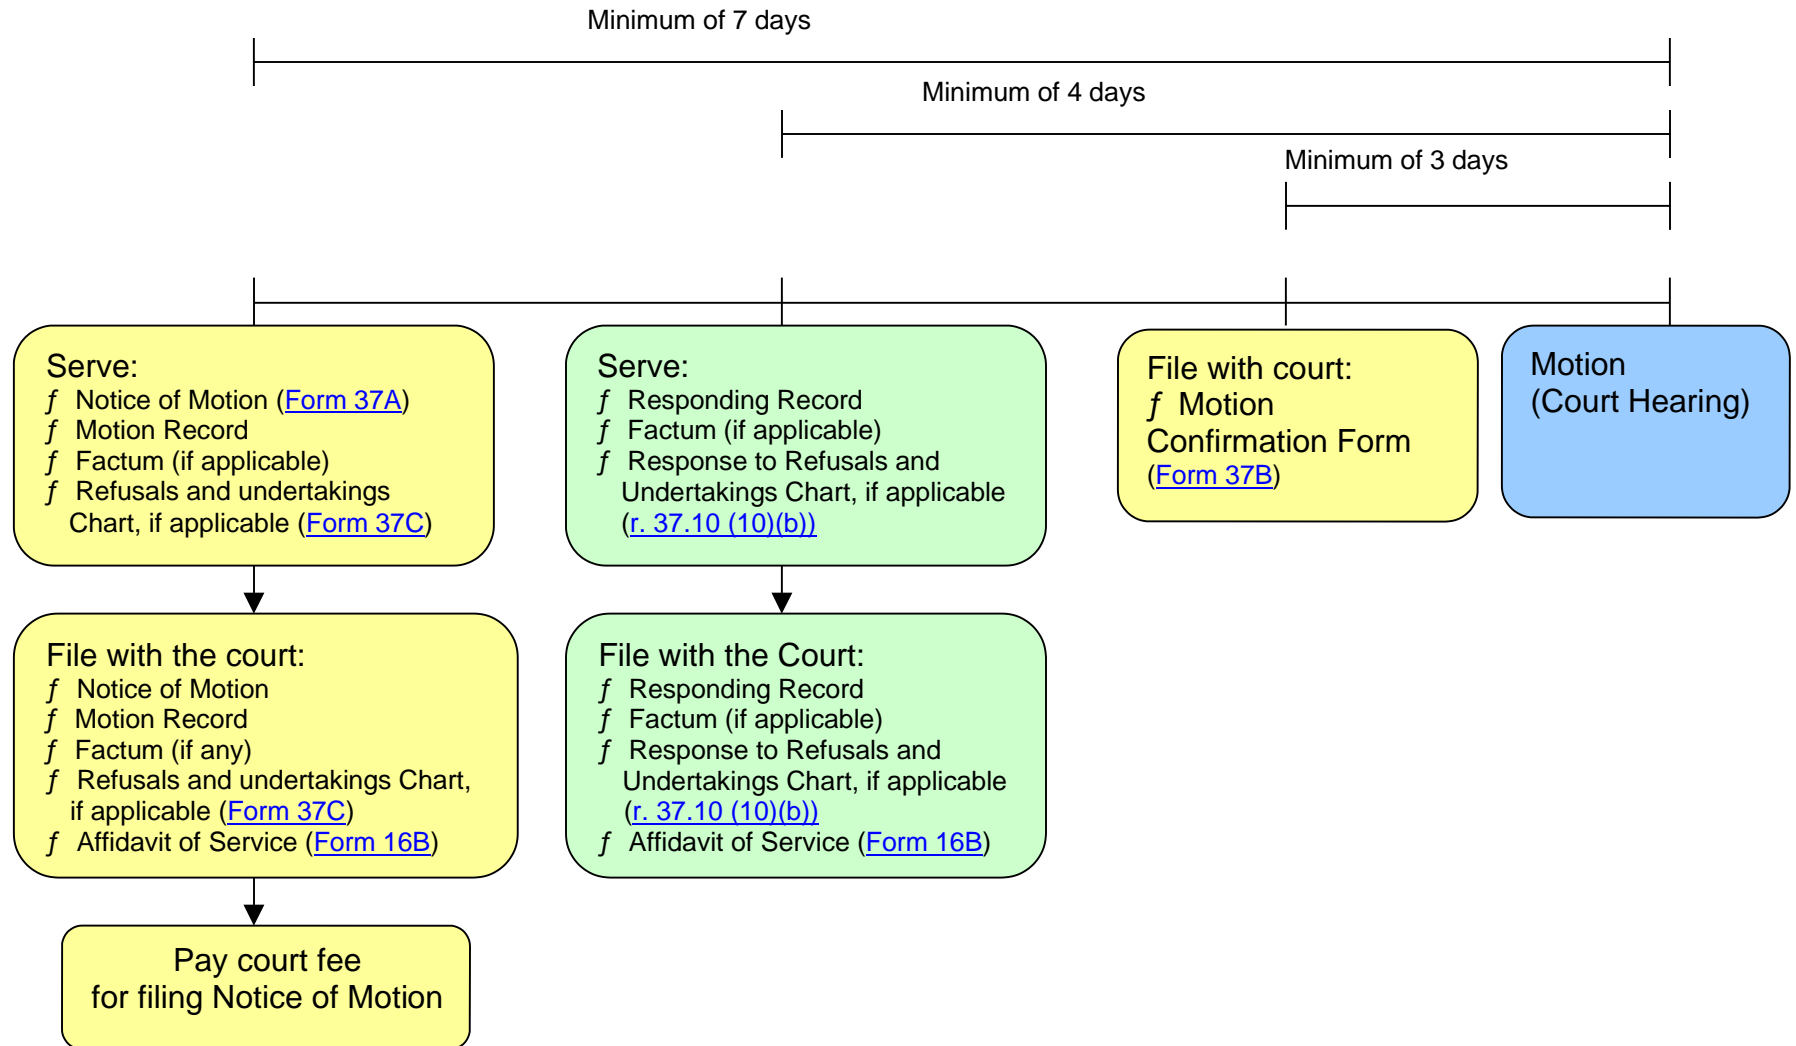 Minimum of 7 days
Minimum of 4 days
Minimum of 3 days
Serve:
ƒ Notice of Motion (Form 37A)
ƒ Motion Record
ƒ Factum (if applicable)
ƒ Refusals and undertakings
Chart, if applicable (Form 37C)
Serve:
ƒ Responding Record
ƒ Factum (if applicable)
ƒ Response to Refusals and
Undertakings Chart, if applicable
(r. 37.10 (10)(b))
File with court:
ƒ Motion
Confirmation Form
(Form 37B)
Motion
(Court Hearing)
File with the court:
ƒ Notice of Motion
ƒ Motion Record
ƒ Factum (if any)
ƒ Refusals and undertakings Chart,
if applicable (Form 37C)
ƒ Affidavit of Service (Form 16B)
File with the Court:
ƒ Responding Record
ƒ Factum (if applicable)
ƒ Response to Refusals and
Undertakings Chart, if applicable
(r. 37.10 (10)(b))
ƒ Affidavit of Service (Form 16B)
Pay court fee
for filing Notice of Motion